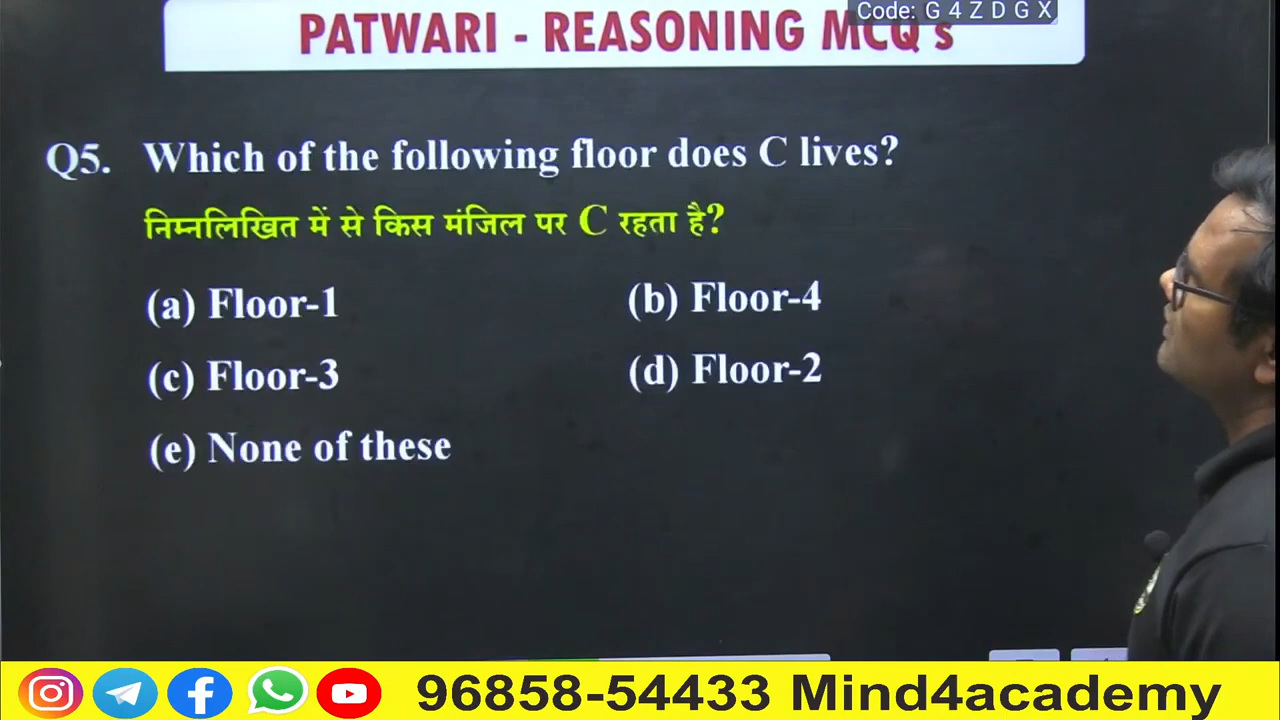 Code: G 4 Z D G X
PATWARI - REASONING MCQ's
Q5. Which of the following floor does C lives?
निम्नलिखित में से किस मंजिल पर C रहता है?
(a) Floor-1 (b) Floor-4
(c) Floor-3 (d) Floor-2
(e) None of these
96858-54433 Mind4academy